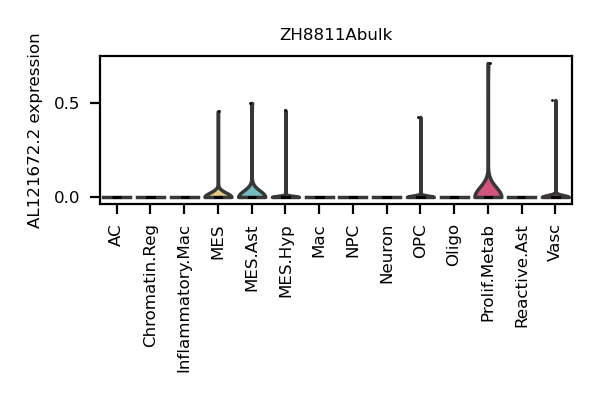 ZH8811Abulk
AL121672.2 expression
0.5
0.0
AC
Chromatin.Reg
Inflammatory.Mac
MES
MES.Ast
MES.Hyp
Mac
NPC
Neuron
OPC
Oligo
Prolif.Metab
Reactive.Ast
Vasc